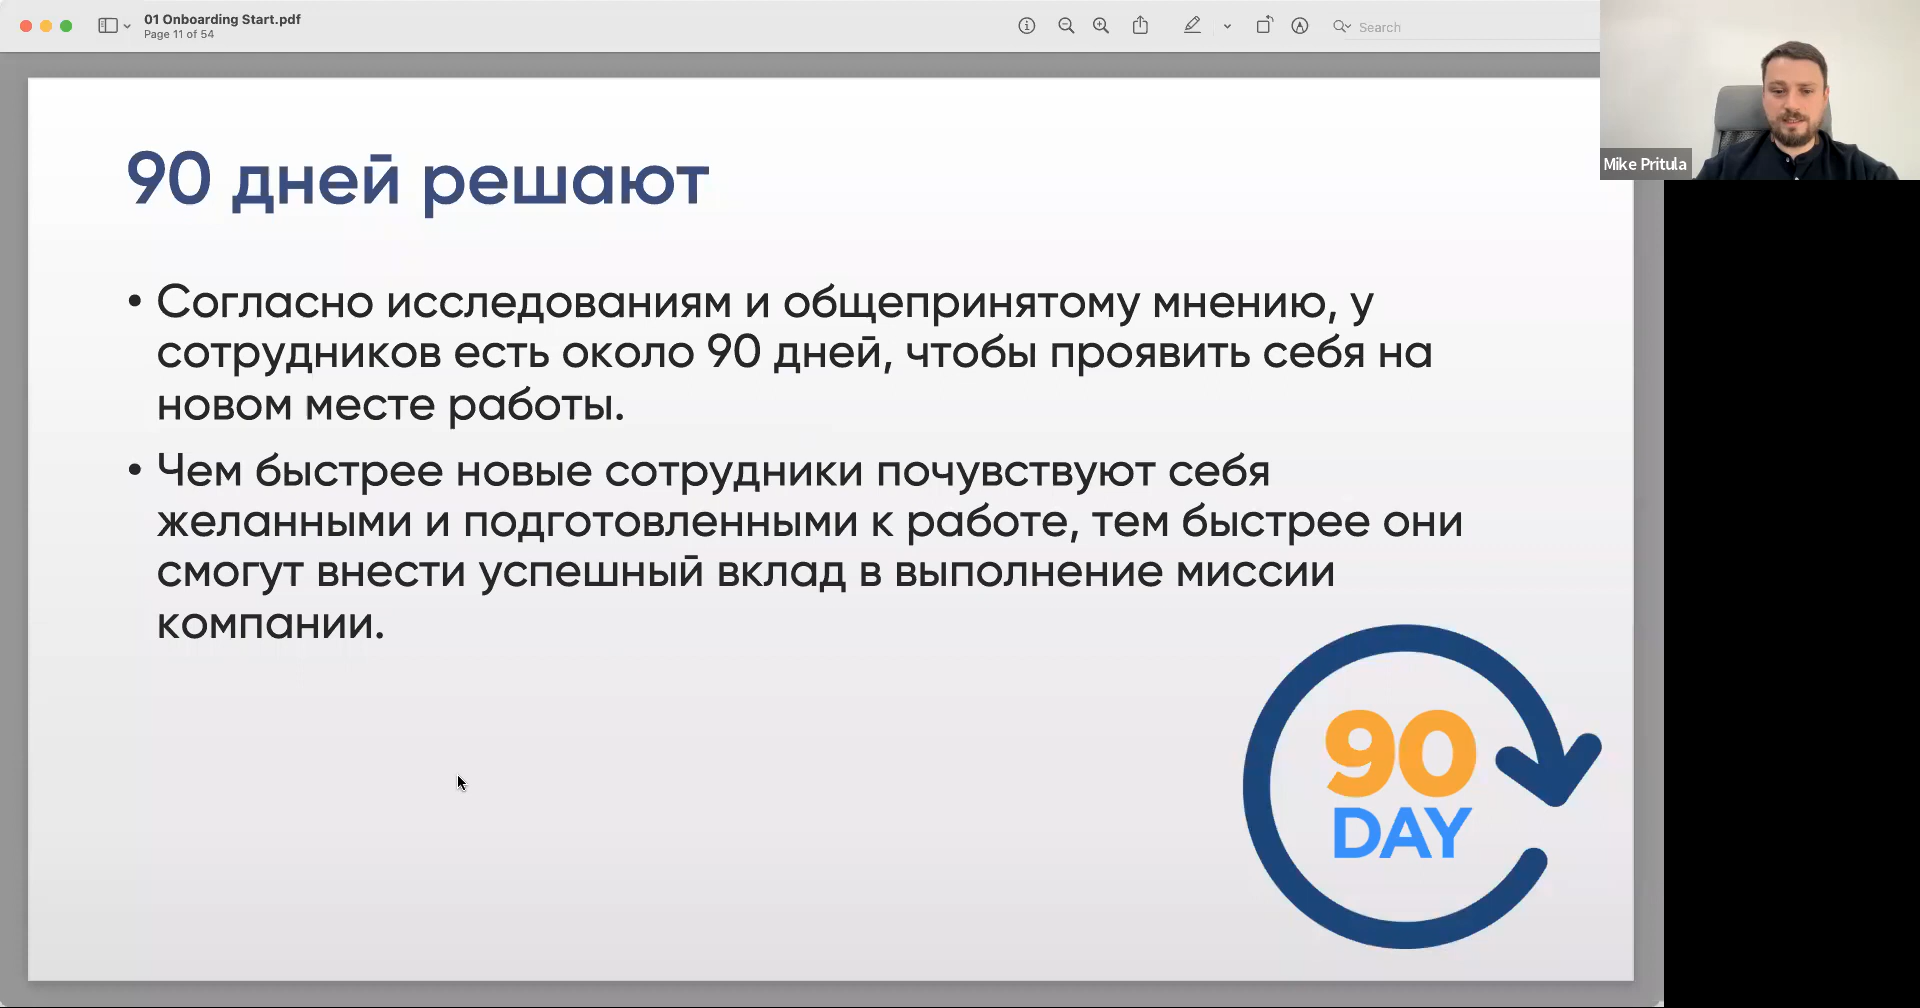 01 Onboarding Start.pdf
Page 11 of 54
Search
Mike Pritula
90 дней решают
• Согласно исследованиям и общепринятому мнению, у
сотрудников есть около 90 дней, чтобы проявить себя на
новом месте работы.
• Чем быстрее новые сотрудники почувствуют себя
желанными и подготовленными к работе, тем быстрее они
смогут внести успешный вклад в выполнение миссии
компании.
90
DAY